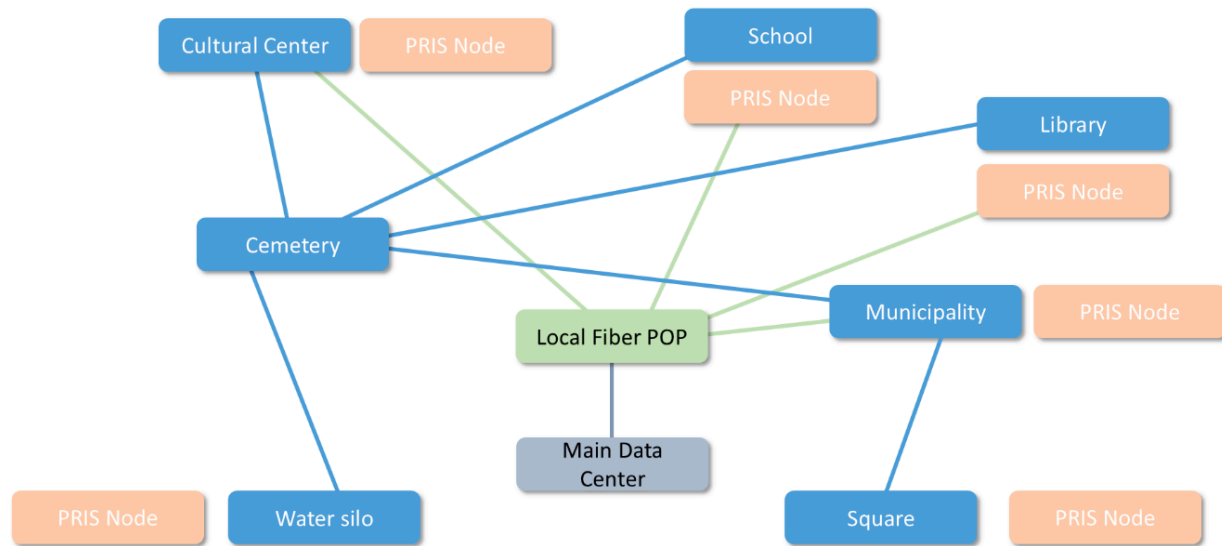 Cultural Center
PRIS Node
School
PRIS Node
Library
PRIS Node
Cemetery
Municipality
PRIS Node
Local Fiber POP
Main Data
Center
PRIS Node
Water silo
Square
PRIS Node